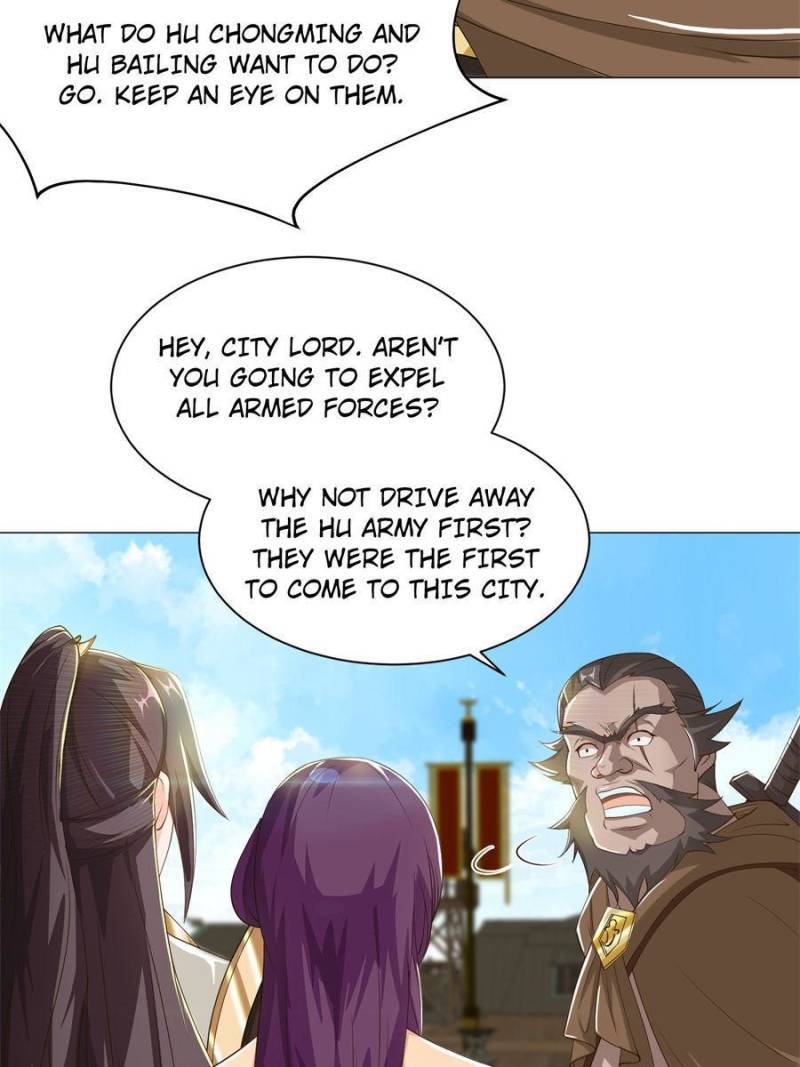 WHAT DO HU CHONGMING AND
HU BAILING WANT TO DO?
GO. KEEP AN EYE ON THEM.
HEY, CITY LORD. AREN'T
YOU GOING TO EXPEL
ALL ARMED FORCES?
WHY NOT DRIVE AWAY
THE HU ARMY FIRST?
THEY WERE THE FIRST
TO COME TO THIS CITY.